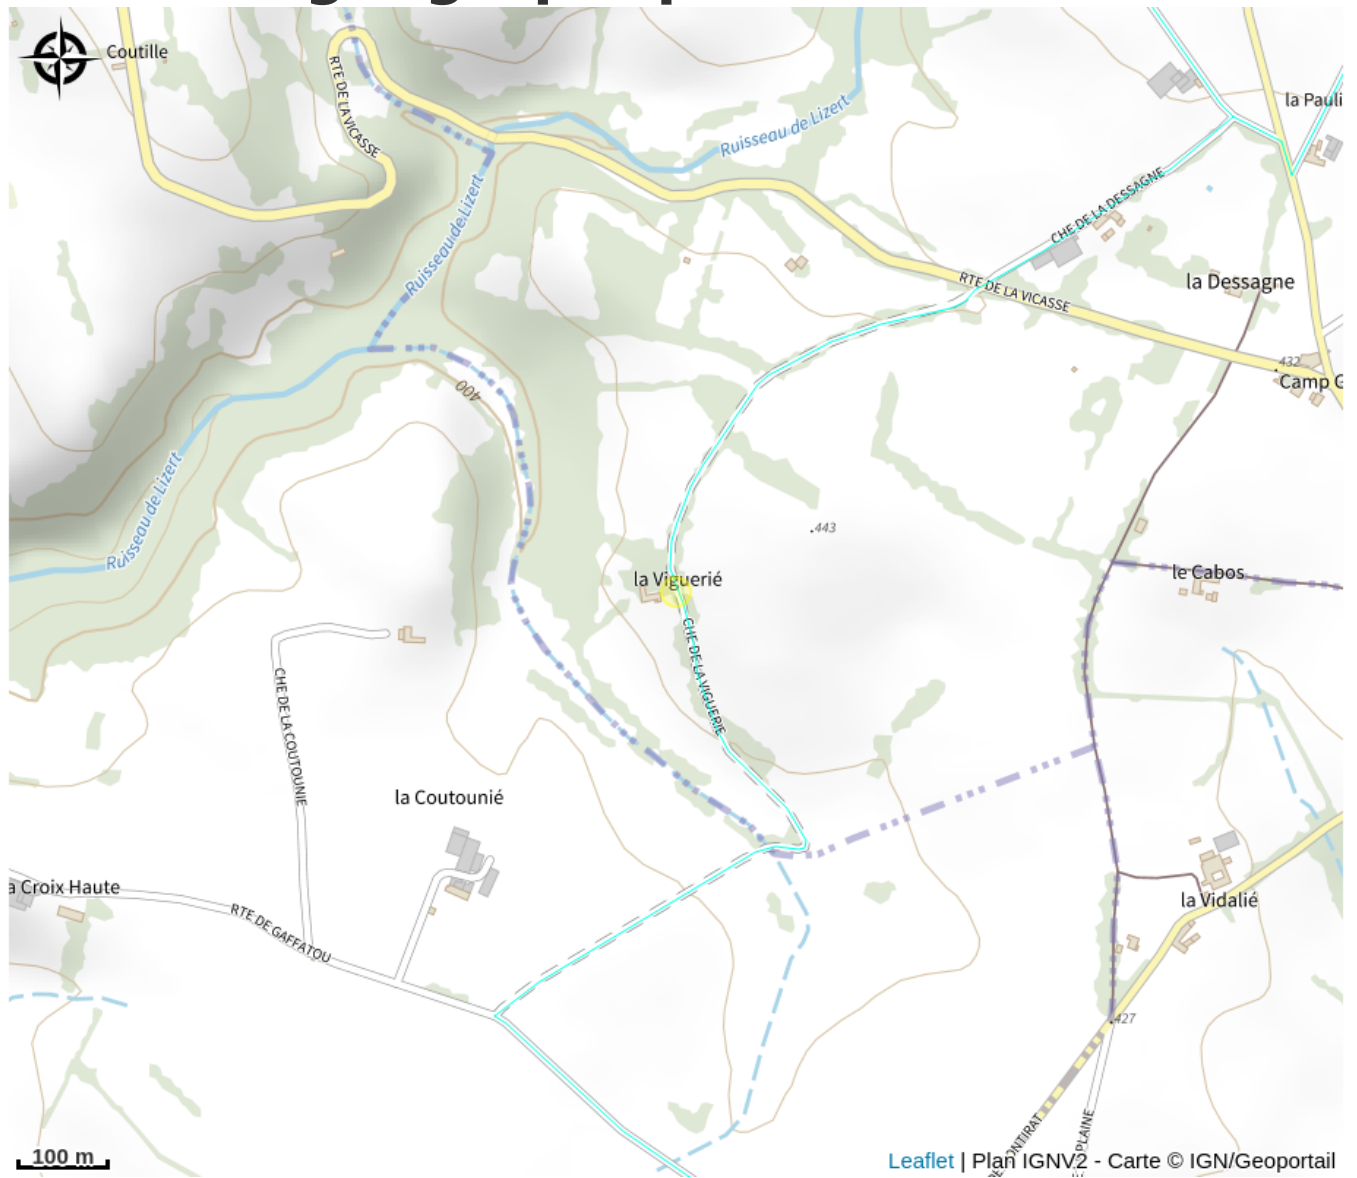 Coutille
RTE DE LA VICASSE
Ruisseau de Lizert
la Pauli
Ruisseau de Lizert
CHE DE LA DESSAGNE
la Dessagne
RTE DE LA VICASSE
432
Camp G
400
Ruisseau de Lizert
443
la Viguerié
le Cabos
CHE DE LA VIGUERIE
CHE DE LA COUTOUNIE
la Coutounié
a Croix Haute
la Vidalié
RTE DE GAFFATOU
427
PLAINE
100 m
Leaflet | Plan IGNV2 - Carte © IGN/Geoportail